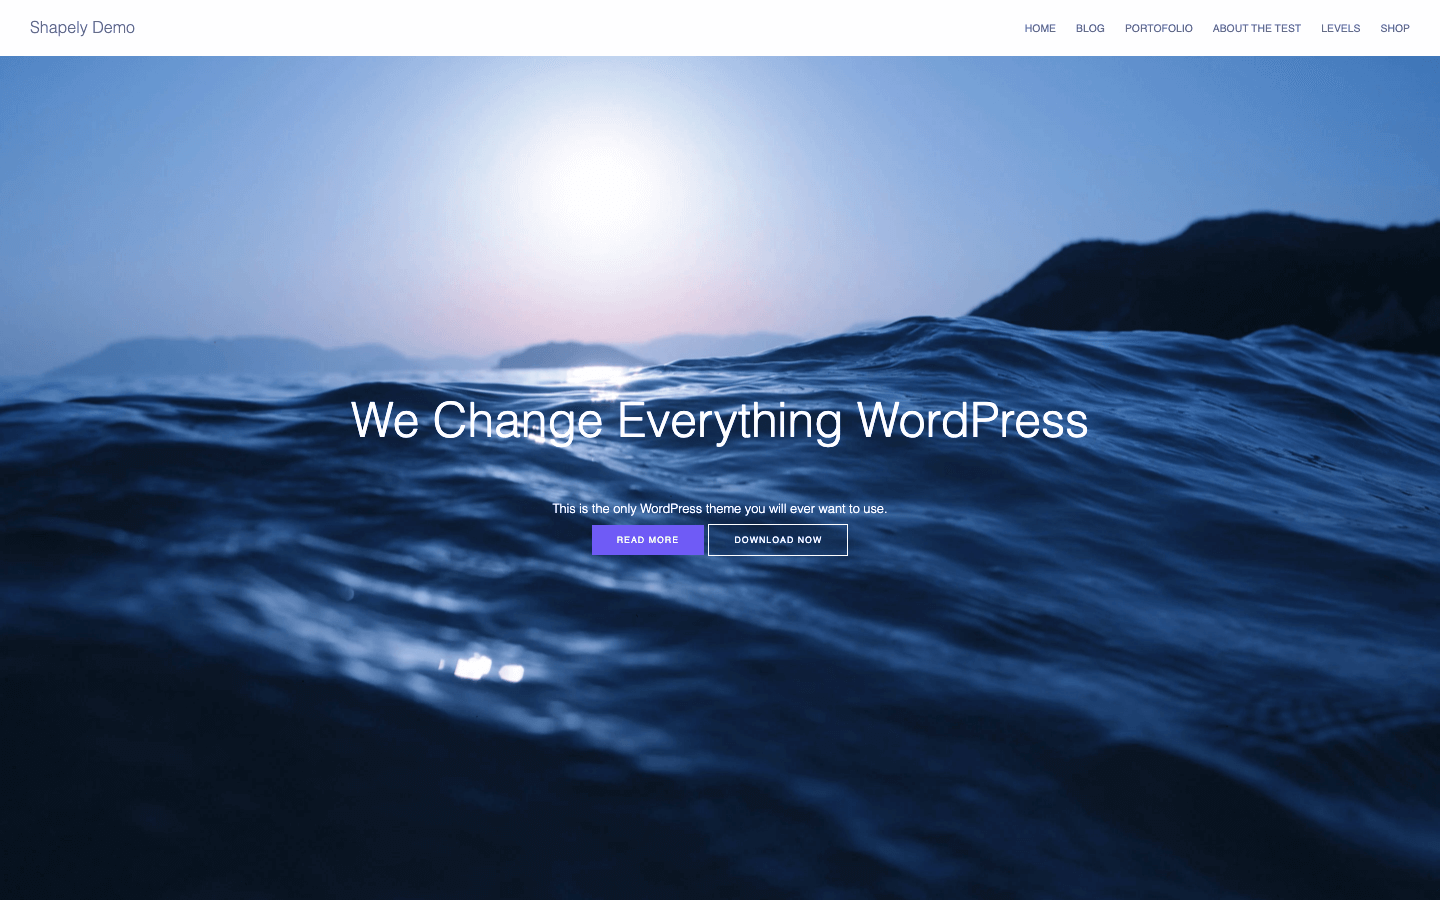 Shapely Demo
HOME BLOG PORTOFOLIO ABOUT THE TEST LEVELS SHOP
We Change Everything WordPress
This is the only WordPress theme you will ever want to use.
READ MORE DOWNLOAD NOW